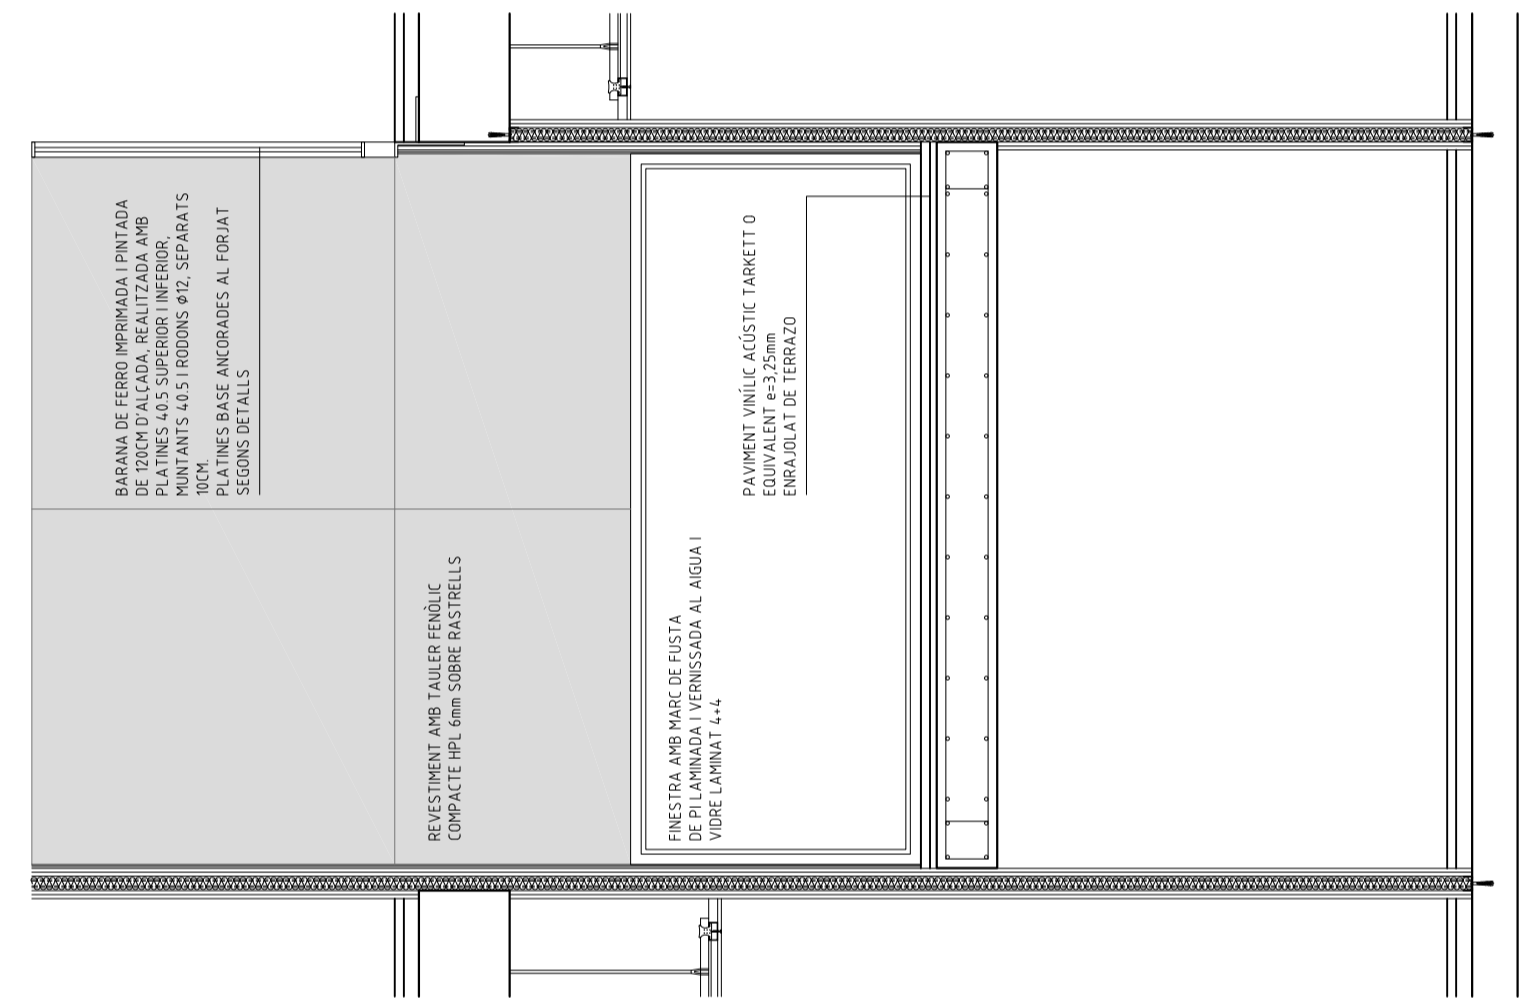 BARANA DE FERRO IMPRIMADA I PINTADA
DE 120CM D'ALÇADA, REALITZADA AMB
PLATINES 40.5 SUPERIOR I INFERIOR,
MUNTANTS 40.5 I RODONS Ø12, SEPARATS
10CM.
PLATINES BASE ANCORADES AL FORJAT
SEGONS DETALLS
REVESTIMENT AMB TAULER FENÒLIC
COMPACTE HPL 6mm SOBRE RASTRELLS
FINESTRA AMB MARC DE FUSTA
DE PI LAMINADA I VERNISSADA AL AIGUA I
VIDRE LAMINAT 4+4
PAVIMENT VINÍLIC ACÚSTIC TARKETT O
EQUIVALENT e=3,25mm
ENRAJOLAT DE TERRAZO